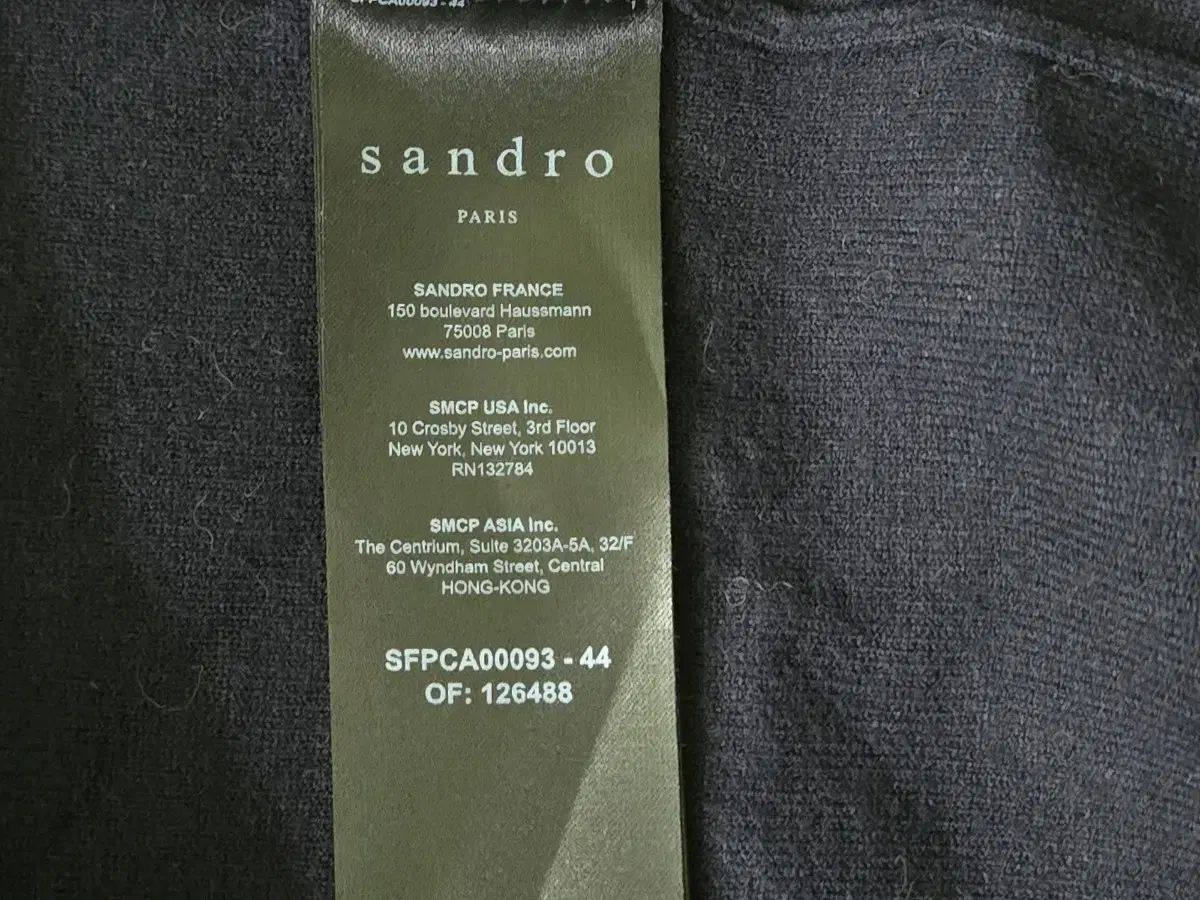 SFPCA00093 - 44
sandro
PARIS
SANDRO FRANCE
150 boulevard Haussmann
75008 Paris
www.sandro-paris.com
SMCP USA Inc.
10 Crosby Street, 3rd Floor
New York, New York 10013
RN132784
SMCP ASIA Inc.
The Centrium, Suite 3203A-5A, 32/F
60 Wyndham Street, Central
HONG-KONG
SFPCA00093 - 44
OF: 126488